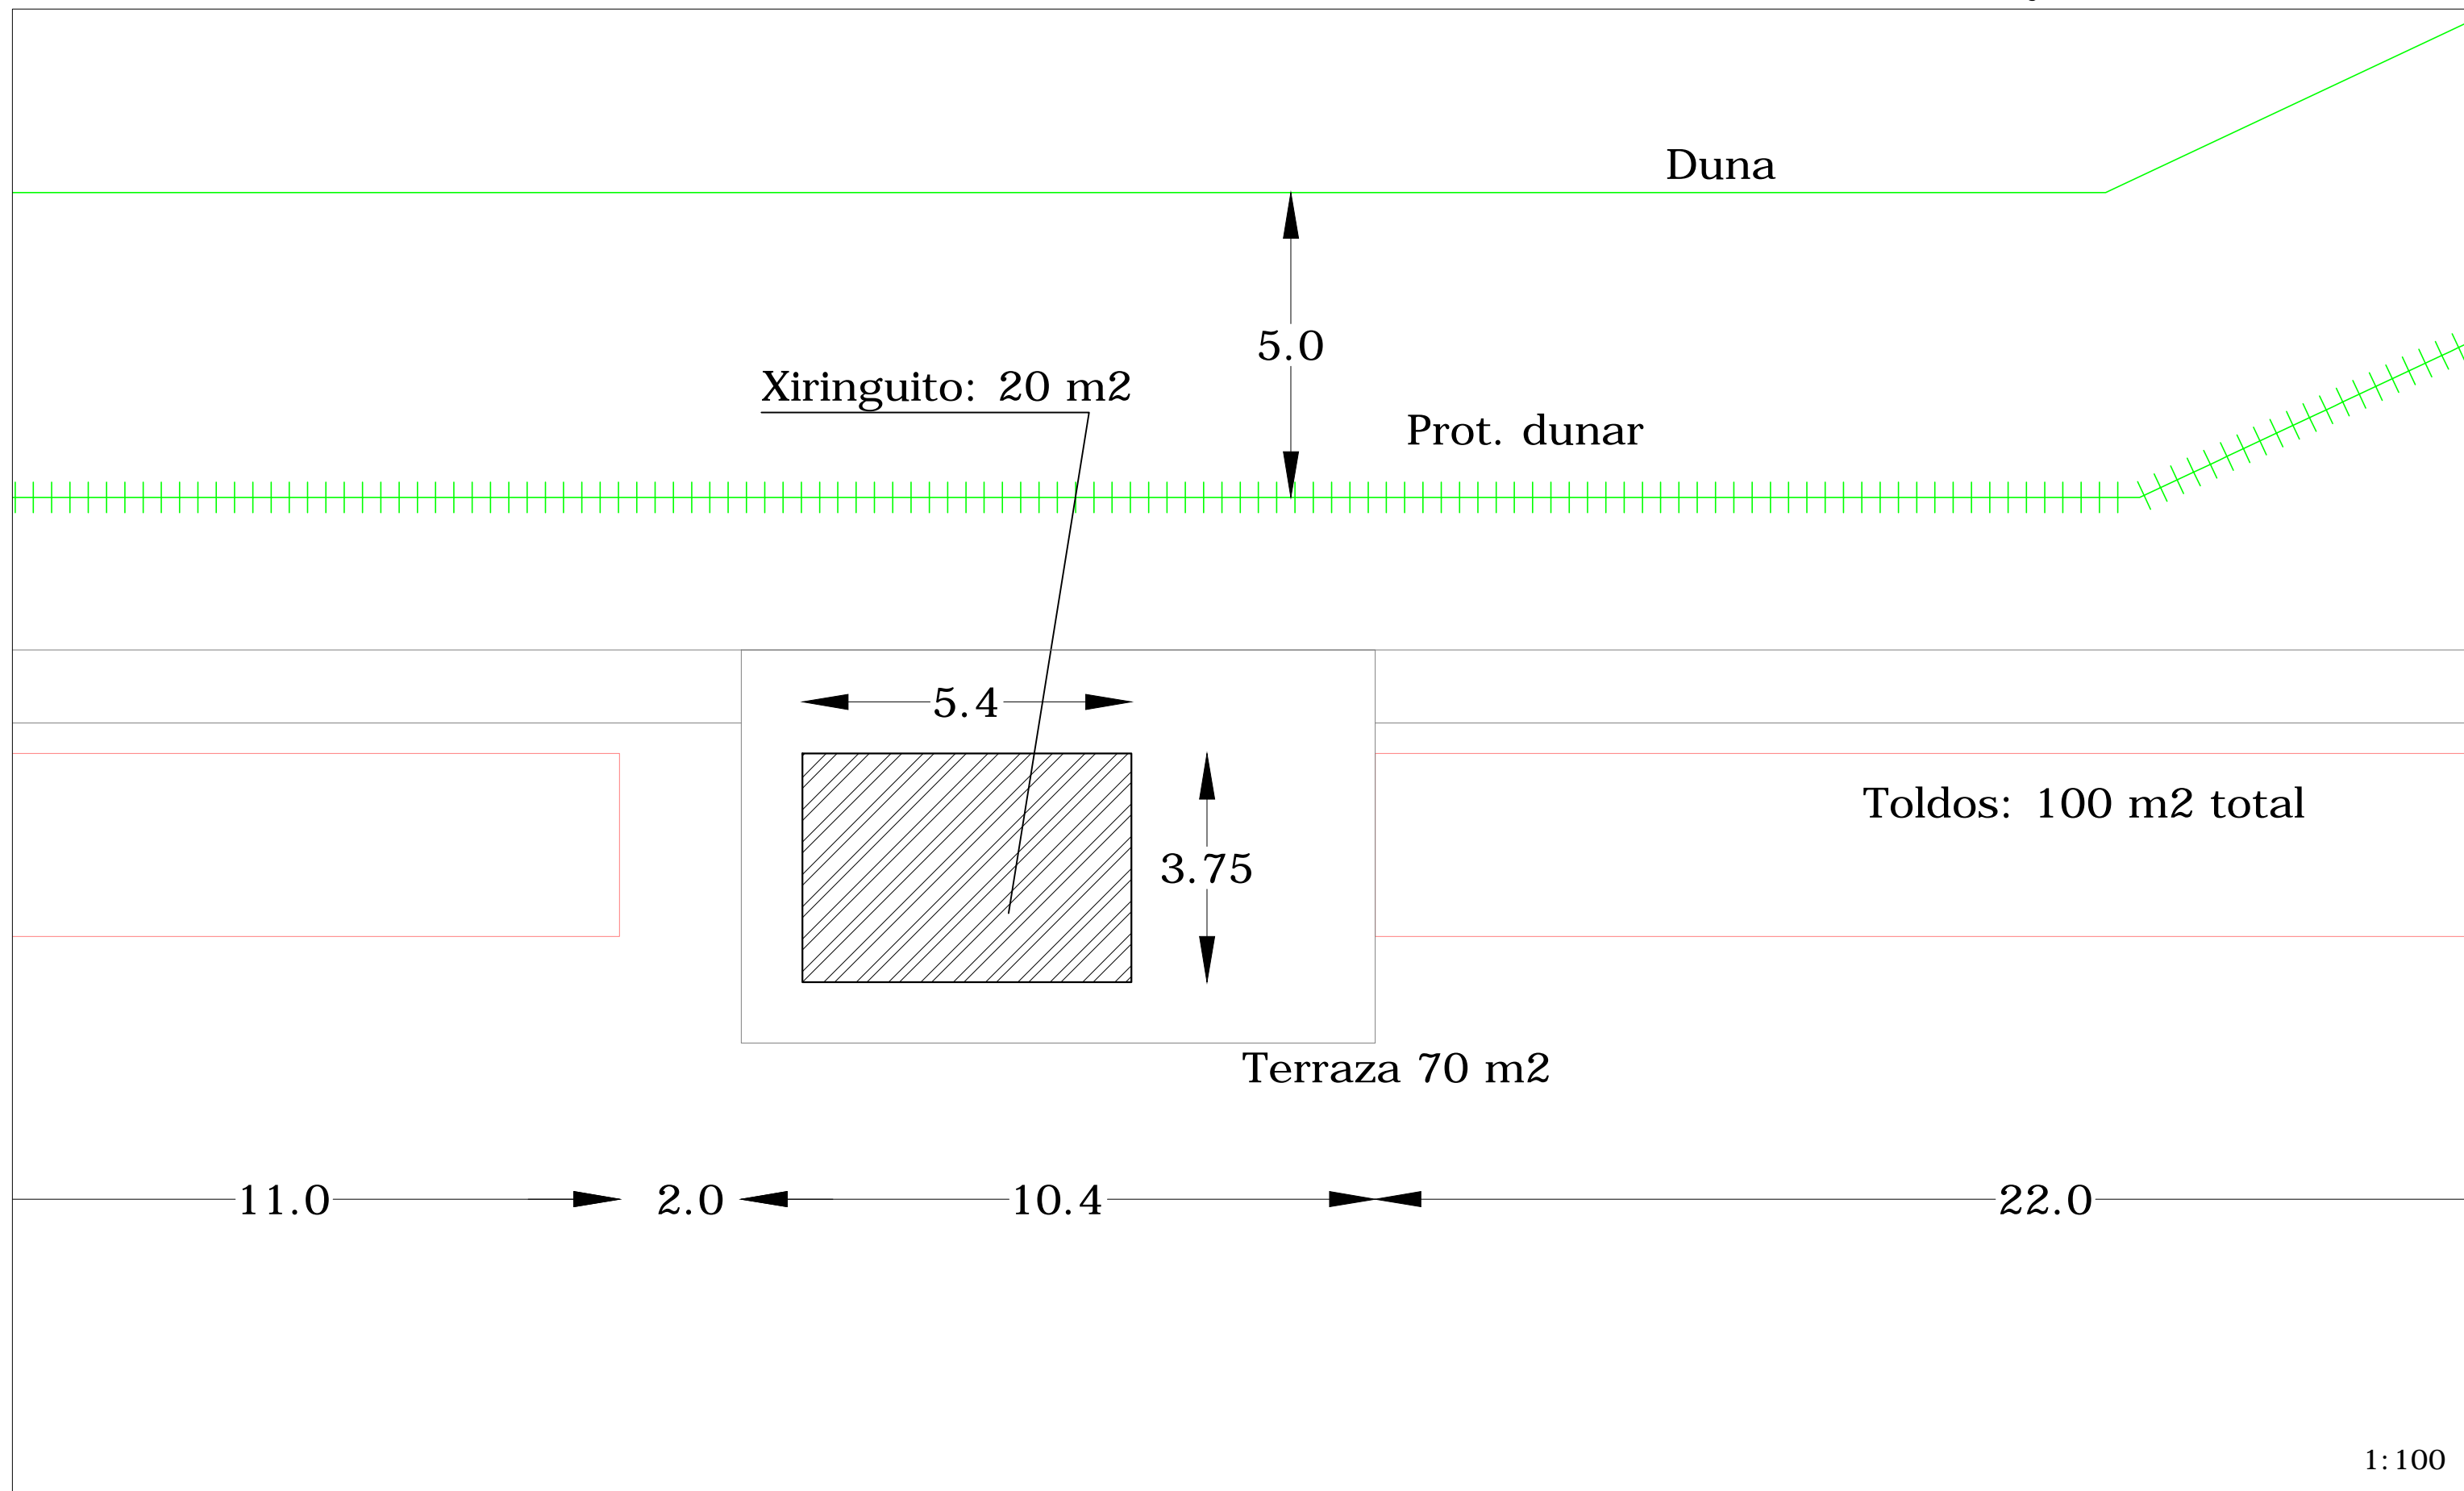 Duna
5.0
Xiringuito: 20 m2
Prot. dunar
5.4
Toldos: 100 m2 total
3.75
Terraza 70 m2
11.0 2.0 10.4 22.0
1:100